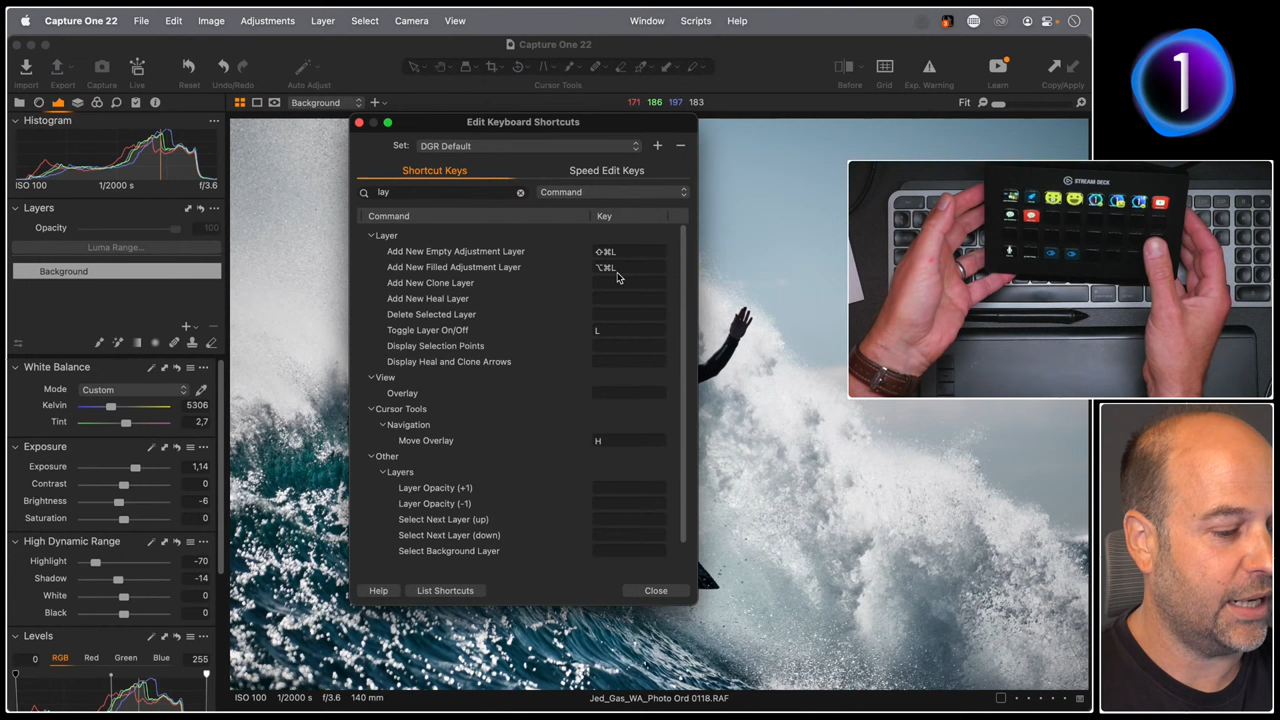 Capture One 22 File Edit Image Adjustments Layer Select Camera View Window Scripts Help
Capture One 22
Import Export Capture Live Reset Undo/Redo Auto Adjust Cursor Tools Before Grid Exp. Warning Learn Copy/Apply
Background 171 186 197 183 Fit
Histogram
ISO 100 1/2000 s f/3.6
Layers
Opacity 100
Luma Range...
Background
White Balance
Mode Custom
Kelvin 5306
Tint 2,7
Exposure
Exposure 1,14
Contrast 0
Brightness -6
Saturation 0
High Dynamic Range
Highlight -70
Shadow -14
White 0
Black 0
Levels
0 RGB Red Green Blue 255
Edit Keyboard Shortcuts
Set: DGR Default
Shortcut Keys Speed Edit Keys
lay Command
Command Key
Layer
Add New Empty Adjustment Layer ⇧⌘L
Add New Filled Adjustment Layer ⌥⌘L
Add New Clone Layer
Add New Heal Layer
Delete Selected Layer
Toggle Layer On/Off L
Display Selection Points
Display Heal and Clone Arrows
View
Overlay
Cursor Tools
Navigation
Move Overlay H
Other
Layers
Layer Opacity (+1)
Layer Opacity (-1)
Select Next Layer (up)
Select Next Layer (down)
Select Background Layer
Help List Shortcuts Close
ISO 100 1/2000 s f/3.6 140 mm Jed_Gas_WA_Photo Ord 0118.RAF
1
STREAM DECK